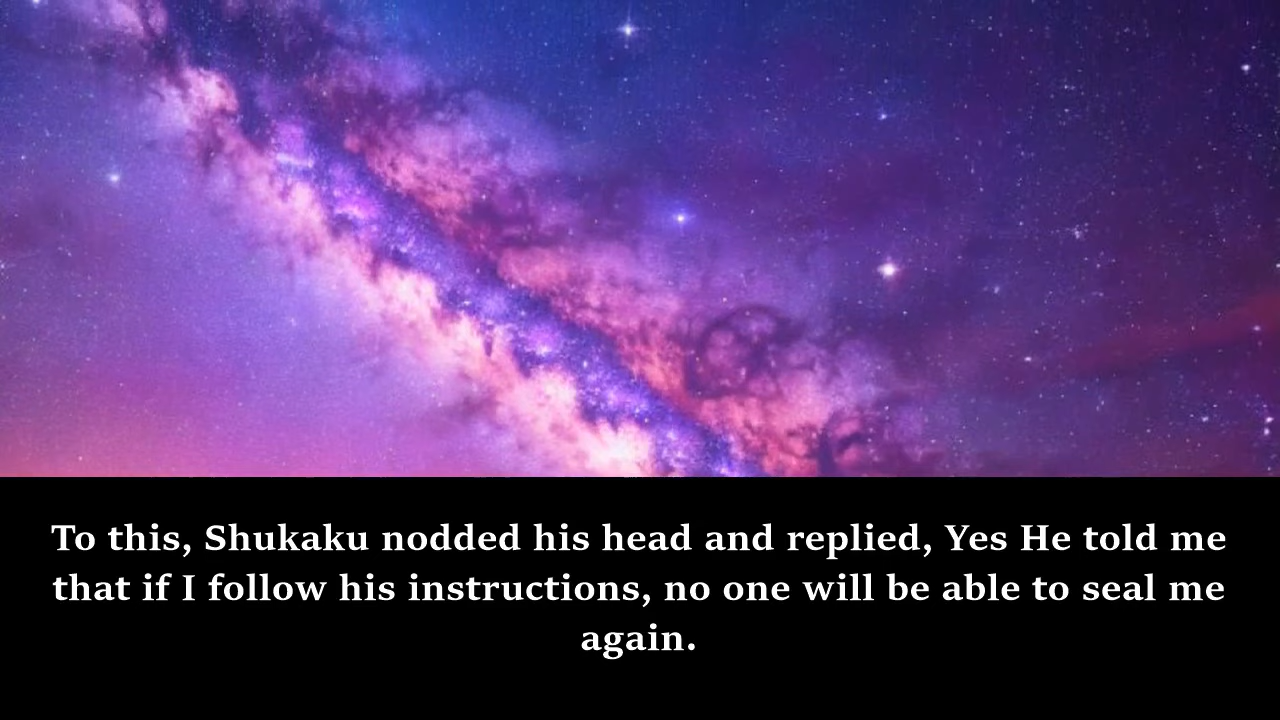 To this, Shukaku nodded his head and replied, Yes He told me
that if I follow his instructions, no one will be able to seal me
again.